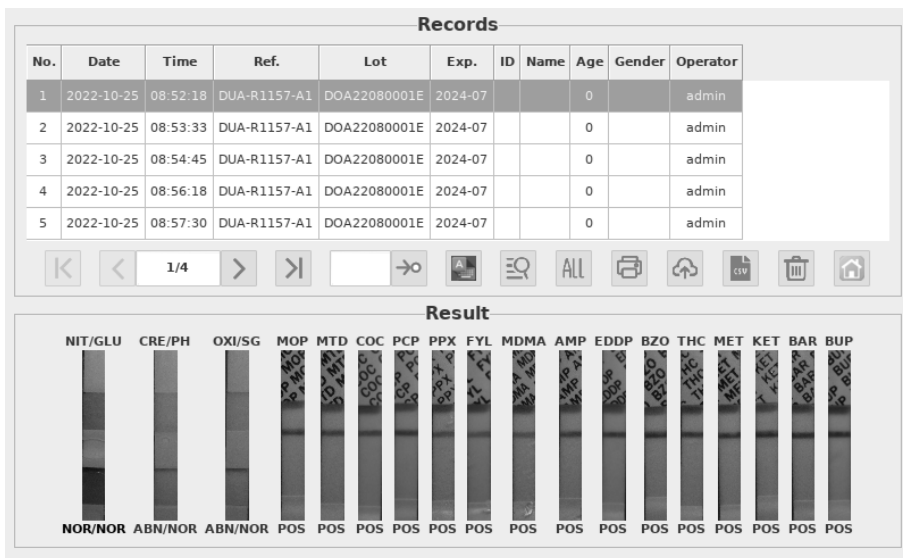 Records
No. Date Time Ref. Lot Exp. ID Name Age Gender Operator
1 2022-10-25 08:52:18 DUA-R1157-A1 DOA22080001E 2024-07 0 admin
2 2022-10-25 08:53:33 DUA-R1157-A1 DOA22080001E 2024-07 0 admin
3 2022-10-25 08:54:45 DUA-R1157-A1 DOA22080001E 2024-07 0 admin
4 2022-10-25 08:56:18 DUA-R1157-A1 DOA22080001E 2024-07 0 admin
5 2022-10-25 08:57:30 DUA-R1157-A1 DOA22080001E 2024-07 0 admin
1/4 A ALL CSV
Result
NIT/GLU CRE/PH OXI/SG MOP MTD COC PCP PPX FYL MDMA AMP EDDP BZO THC MET KET BAR BUP
NOR/NOR ABN/NOR ABN/NOR POS POS POS POS POS POS POS POS POS POS POS POS POS POS POS